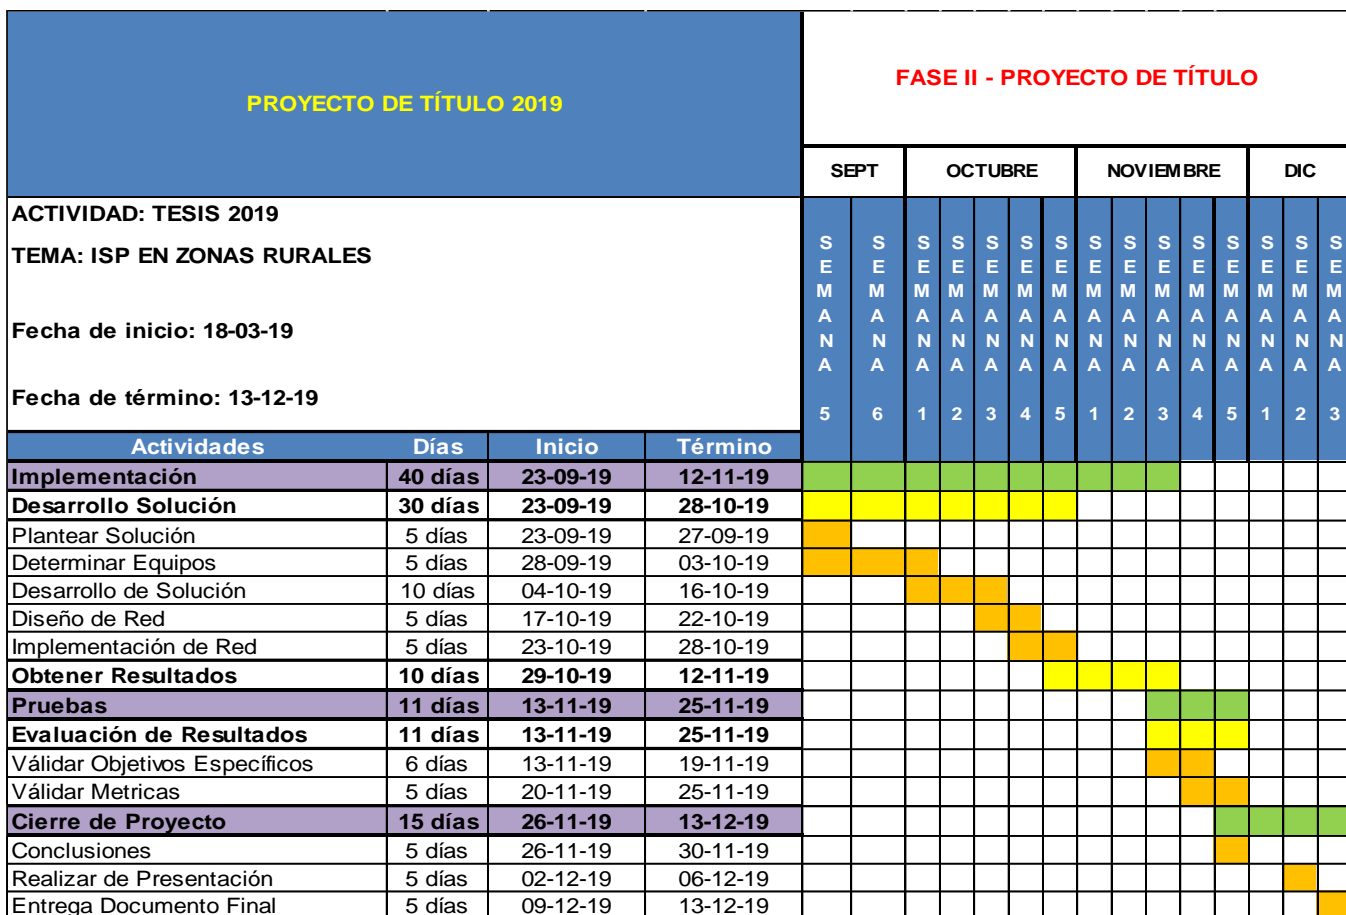 PROYECTO DE TÍTULO 2019
FASE II - PROYECTO DE TÍTULO
SEPT OCTUBRE NOVIEMBRE DIC
ACTIVIDAD: TESIS 2019
TEMA: ISP EN ZONAS RURALES
Fecha de inicio: 18-03-19
Fecha de término: 13-12-19
SEMANA 5 SEMANA 6 SEMANA 1 SEMANA 2 SEMANA 3 SEMANA 4 SEMANA 5 SEMANA 1 SEMANA 2 SEMANA 3 SEMANA 4 SEMANA 5 SEMANA 1 SEMANA 2 SEMANA 3
Actividades Días Inicio Término
Implementación 40 días 23-09-19 12-11-19
Desarrollo Solución 30 días 23-09-19 28-10-19
Plantear Solución 5 días 23-09-19 27-09-19
Determinar Equipos 5 días 28-09-19 03-10-19
Desarrollo de Solución 10 días 04-10-19 16-10-19
Diseño de Red 5 días 17-10-19 22-10-19
Implementación de Red 5 días 23-10-19 28-10-19
Obtener Resultados 10 días 29-10-19 12-11-19
Pruebas 11 días 13-11-19 25-11-19
Evaluación de Resultados 11 días 13-11-19 25-11-19
Válidar Objetivos Específicos 6 días 13-11-19 19-11-19
Válidar Metricas 5 días 20-11-19 25-11-19
Cierre de Proyecto 15 días 26-11-19 13-12-19
Conclusiones 5 días 26-11-19 30-11-19
Realizar de Presentación 5 días 02-12-19 06-12-19
Entrega Documento Final 5 días 09-12-19 13-12-19